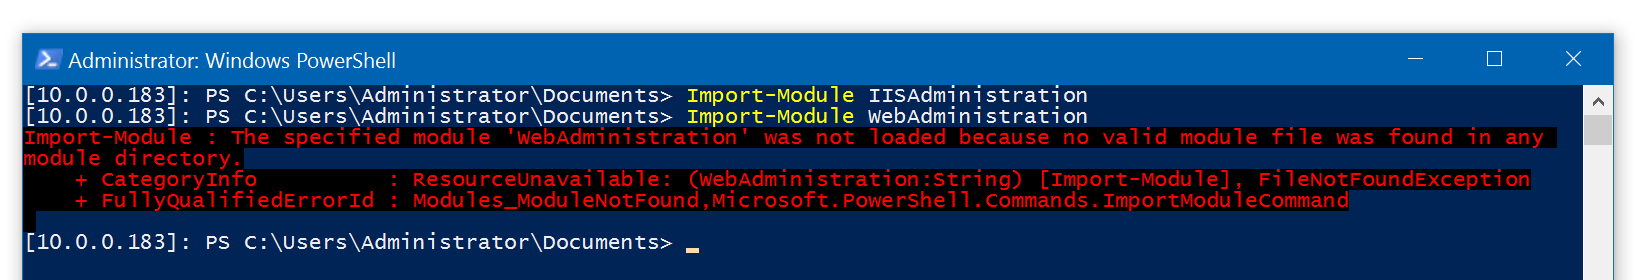 Administrator: Windows PowerShell
[10.0.0.183]: PS C:\Users\Administrator\Documents> Import-Module IISAdministration
[10.0.0.183]: PS C:\Users\Administrator\Documents> Import-Module WebAdministration
Import-Module : The specified module 'WebAdministration' was not loaded because no valid module file was found in any
module directory.
    + CategoryInfo          : ResourceUnavailable: (WebAdministration:String) [Import-Module], FileNotFoundException
    + FullyQualifiedErrorId : Modules_ModuleNotFound,Microsoft.PowerShell.Commands.ImportModuleCommand
[10.0.0.183]: PS C:\Users\Administrator\Documents> _